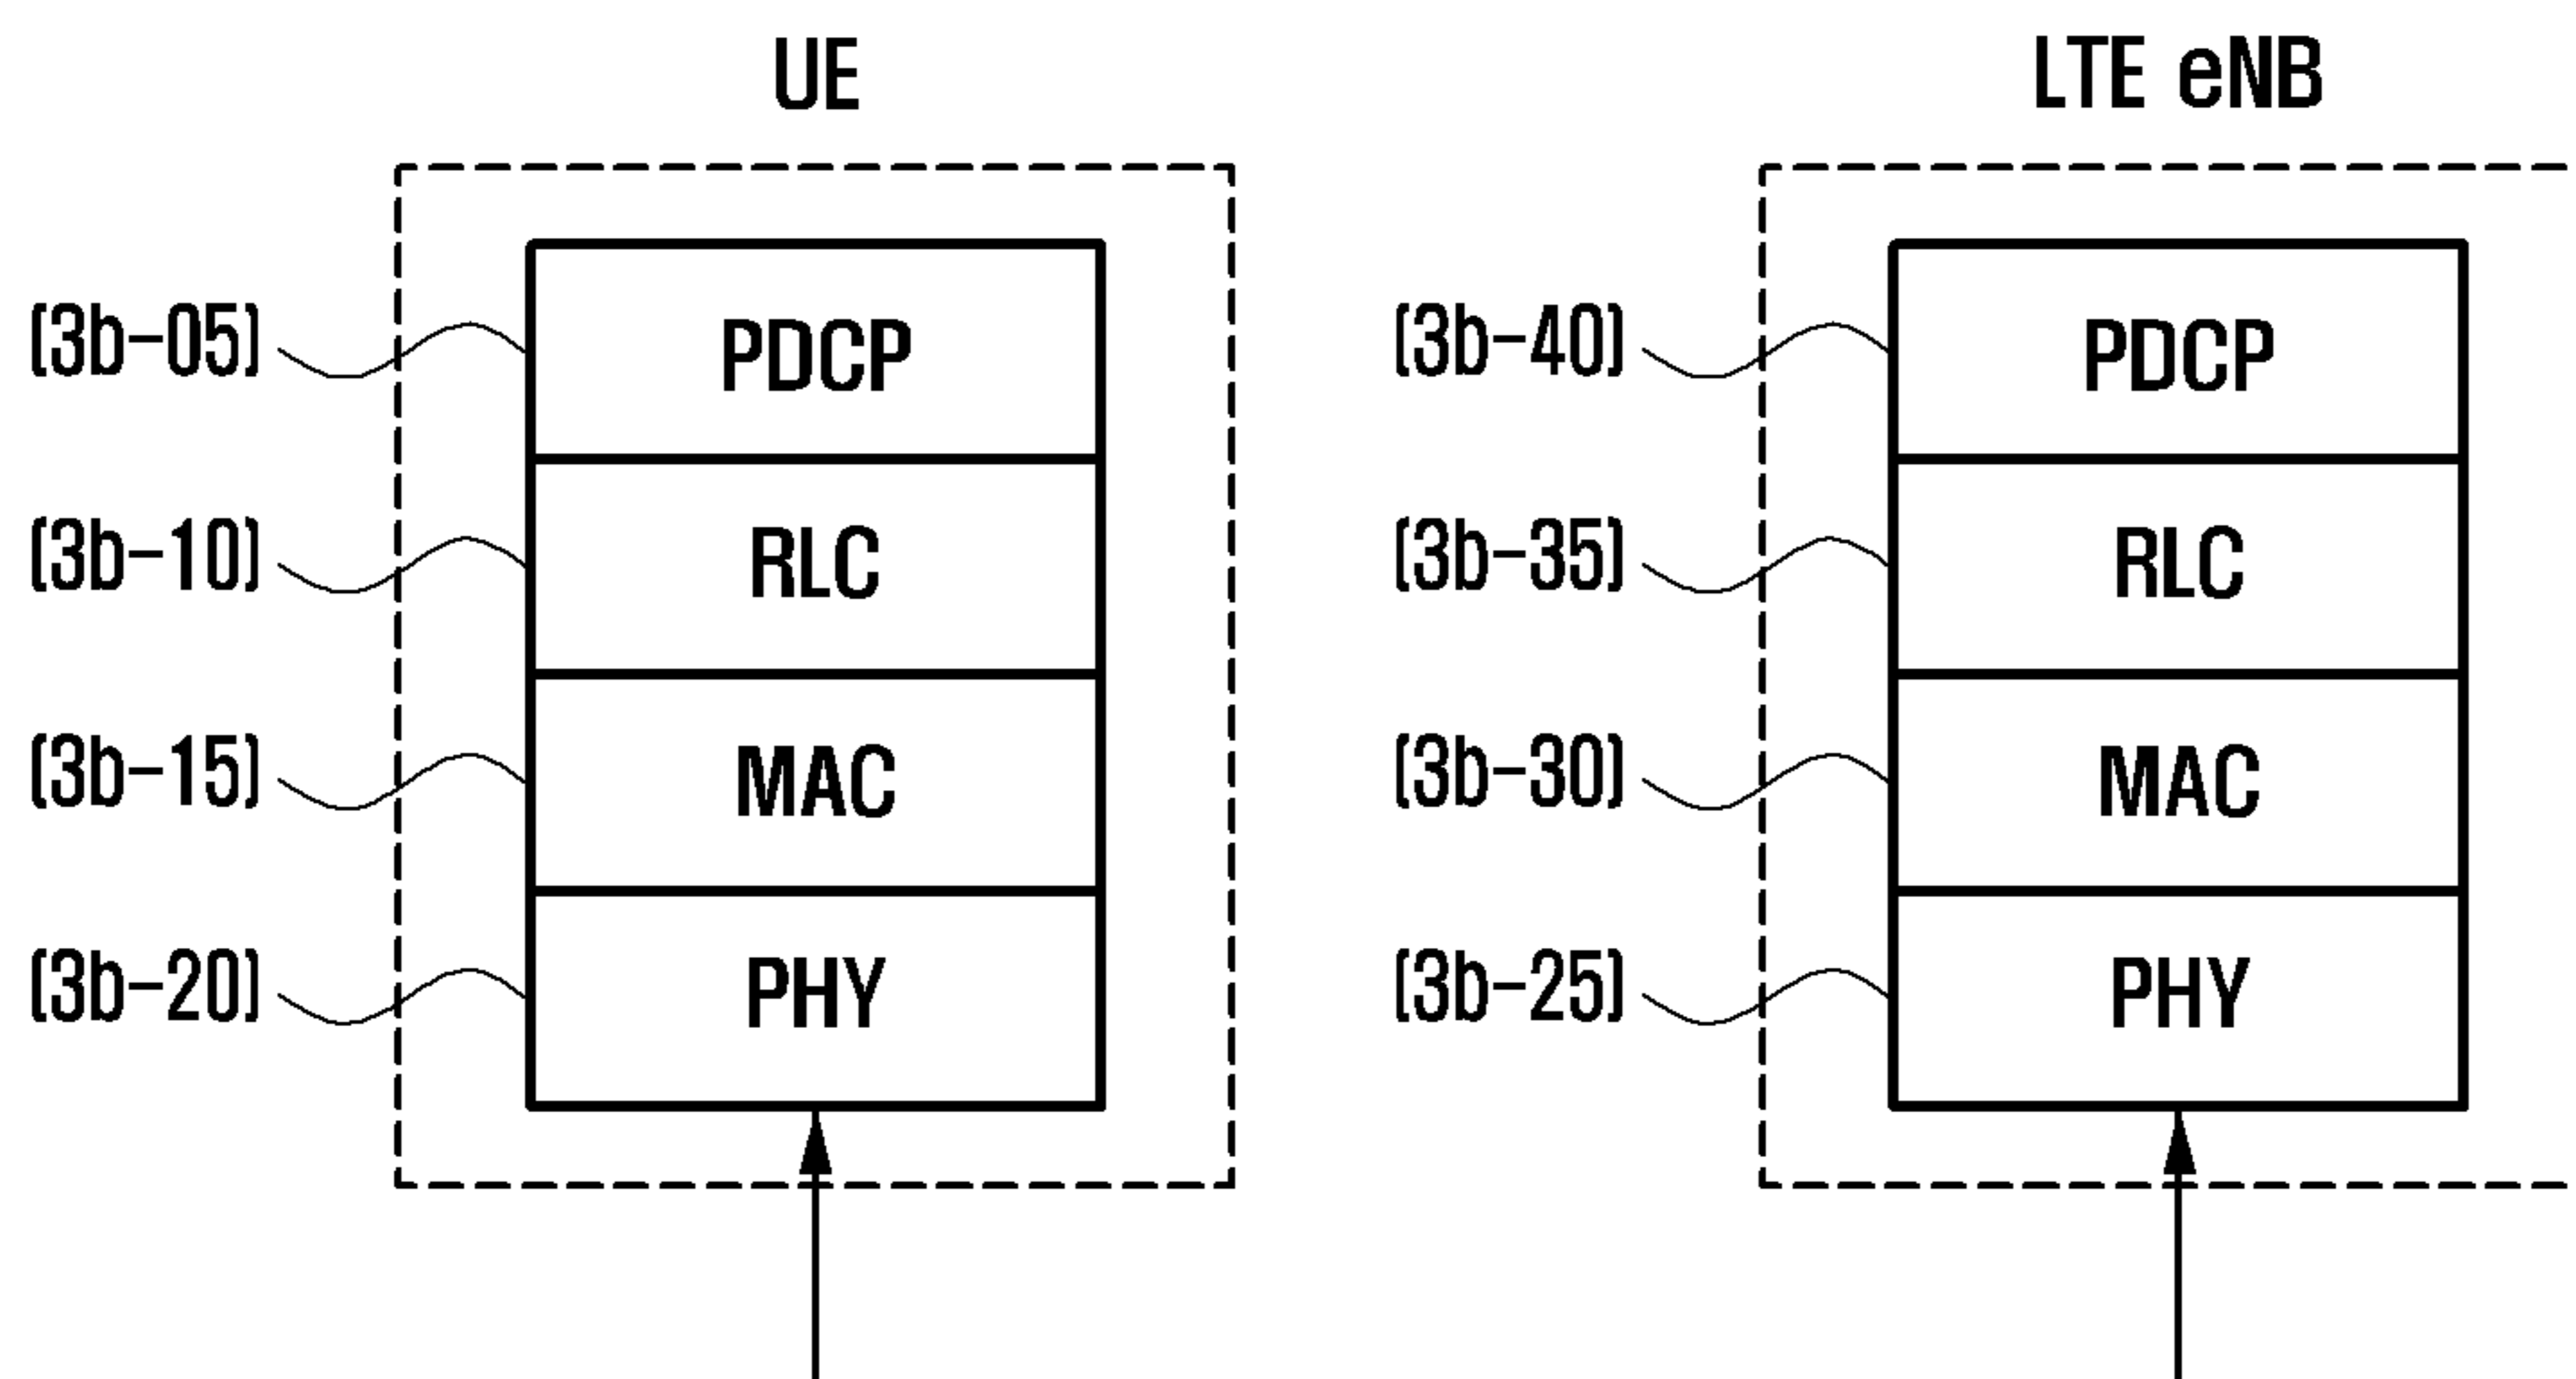 UE
LTE eNB
(3b-05) PDCP
(3b-10) RLC
(3b-15) MAC
(3b-20) PHY
(3b-40) PDCP
(3b-35) RLC
(3b-30) MAC
(3b-25) PHY